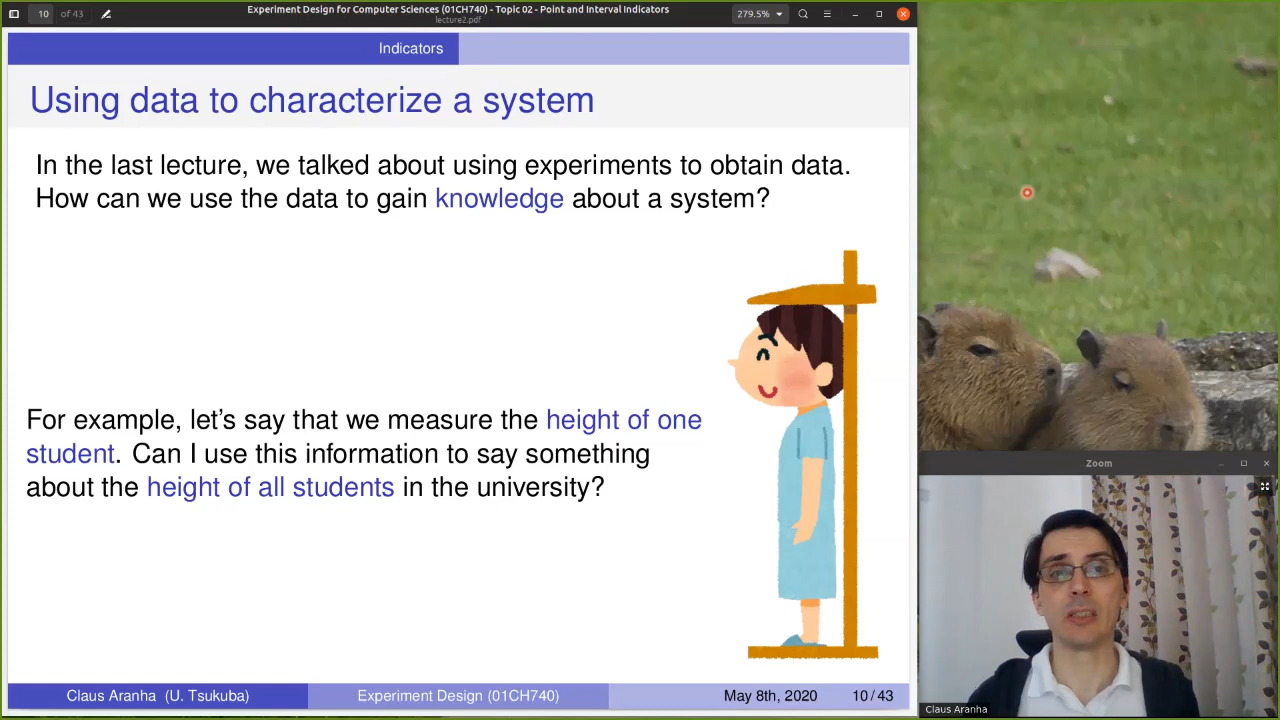 Experiment Design for Computer Sciences (01CH740) - Topic 02 - Point and Interval Indicators
lecture2.pdf
10 of 43
279.5%
Indicators
Using data to characterize a system
In the last lecture, we talked about using experiments to obtain data.
How can we use the data to gain knowledge about a system?
For example, let's say that we measure the height of one
student. Can I use this information to say something
about the height of all students in the university?
Claus Aranha (U. Tsukuba)
Experiment Design (01CH740)
May 8th, 2020
10 / 43
Zoom
Claus Aranha